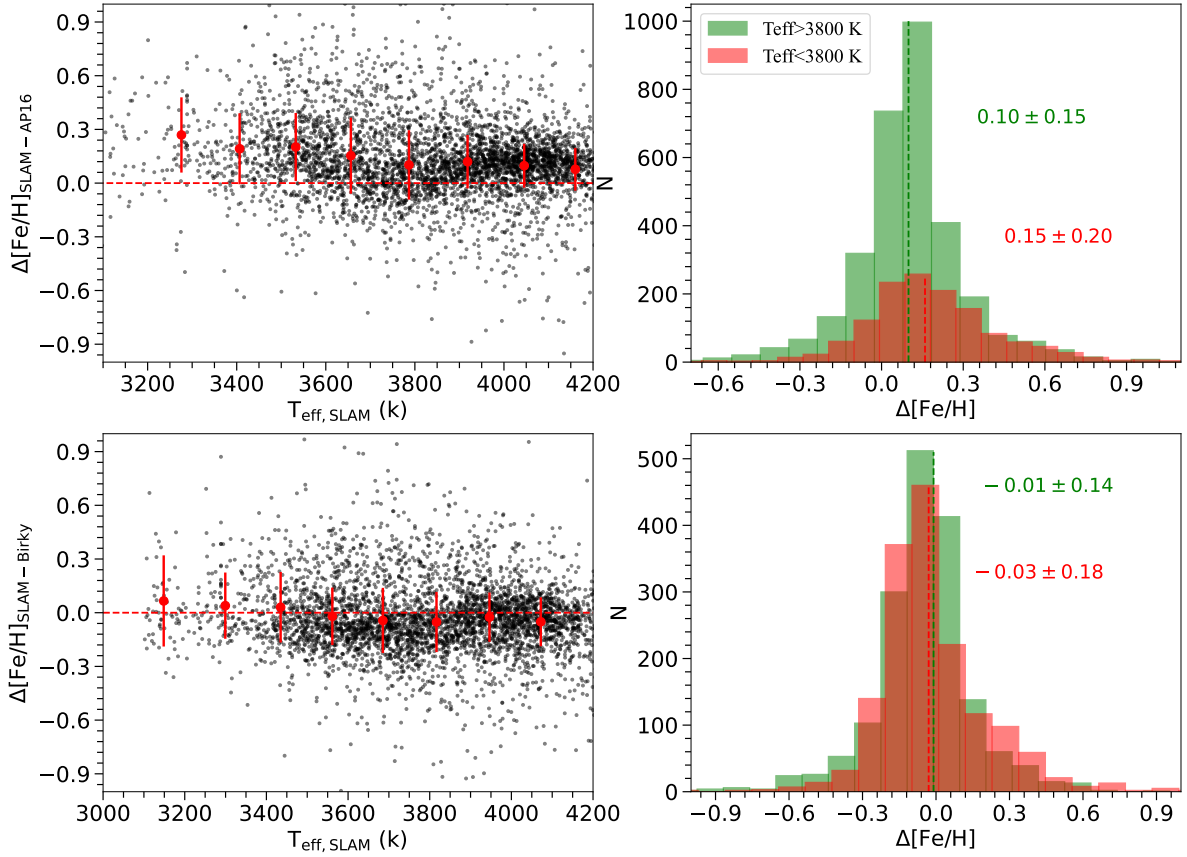 0.9
0.6
0.3
0.0
−0.3
−0.6
−0.9
Δ[Fe/H]SLAM−AP16
3200 3400 3600 3800 4000 4200
Teff, SLAM (k)
1000
800
600
400
200
0
N
Teff>3800 K
Teff<3800 K
0.10 ± 0.15
0.15 ± 0.20
−0.6 −0.3 0.0 0.3 0.6 0.9
Δ[Fe/H]
0.9
0.6
0.3
0.0
−0.3
−0.6
−0.9
Δ[Fe/H]SLAM−Birky
3000 3200 3400 3600 3800 4000 4200
Teff, SLAM (k)
500
400
300
200
100
0
N
−0.01 ± 0.14
−0.03 ± 0.18
−0.9 −0.6 −0.3 0.0 0.3 0.6 0.9
Δ[Fe/H]